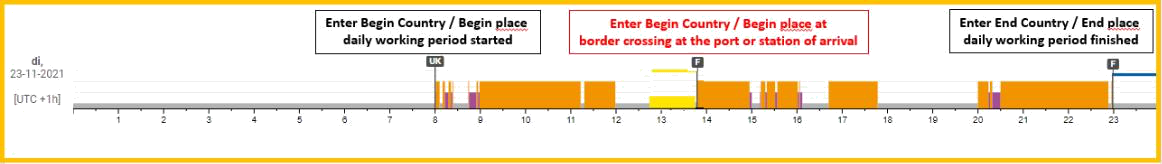 Enter Begin Country / Begin place
daily working period started
Enter Begin Country / Begin place at
border crossing at the port or station of arrival
Enter End Country / End place
daily working period finished
di,
23-11-2021
[UTC +1h]
UK
F
F
1 2 3 4 5 6 7 8 9 10 11 12 13 14 15 16 17 18 19 20 21 22 23